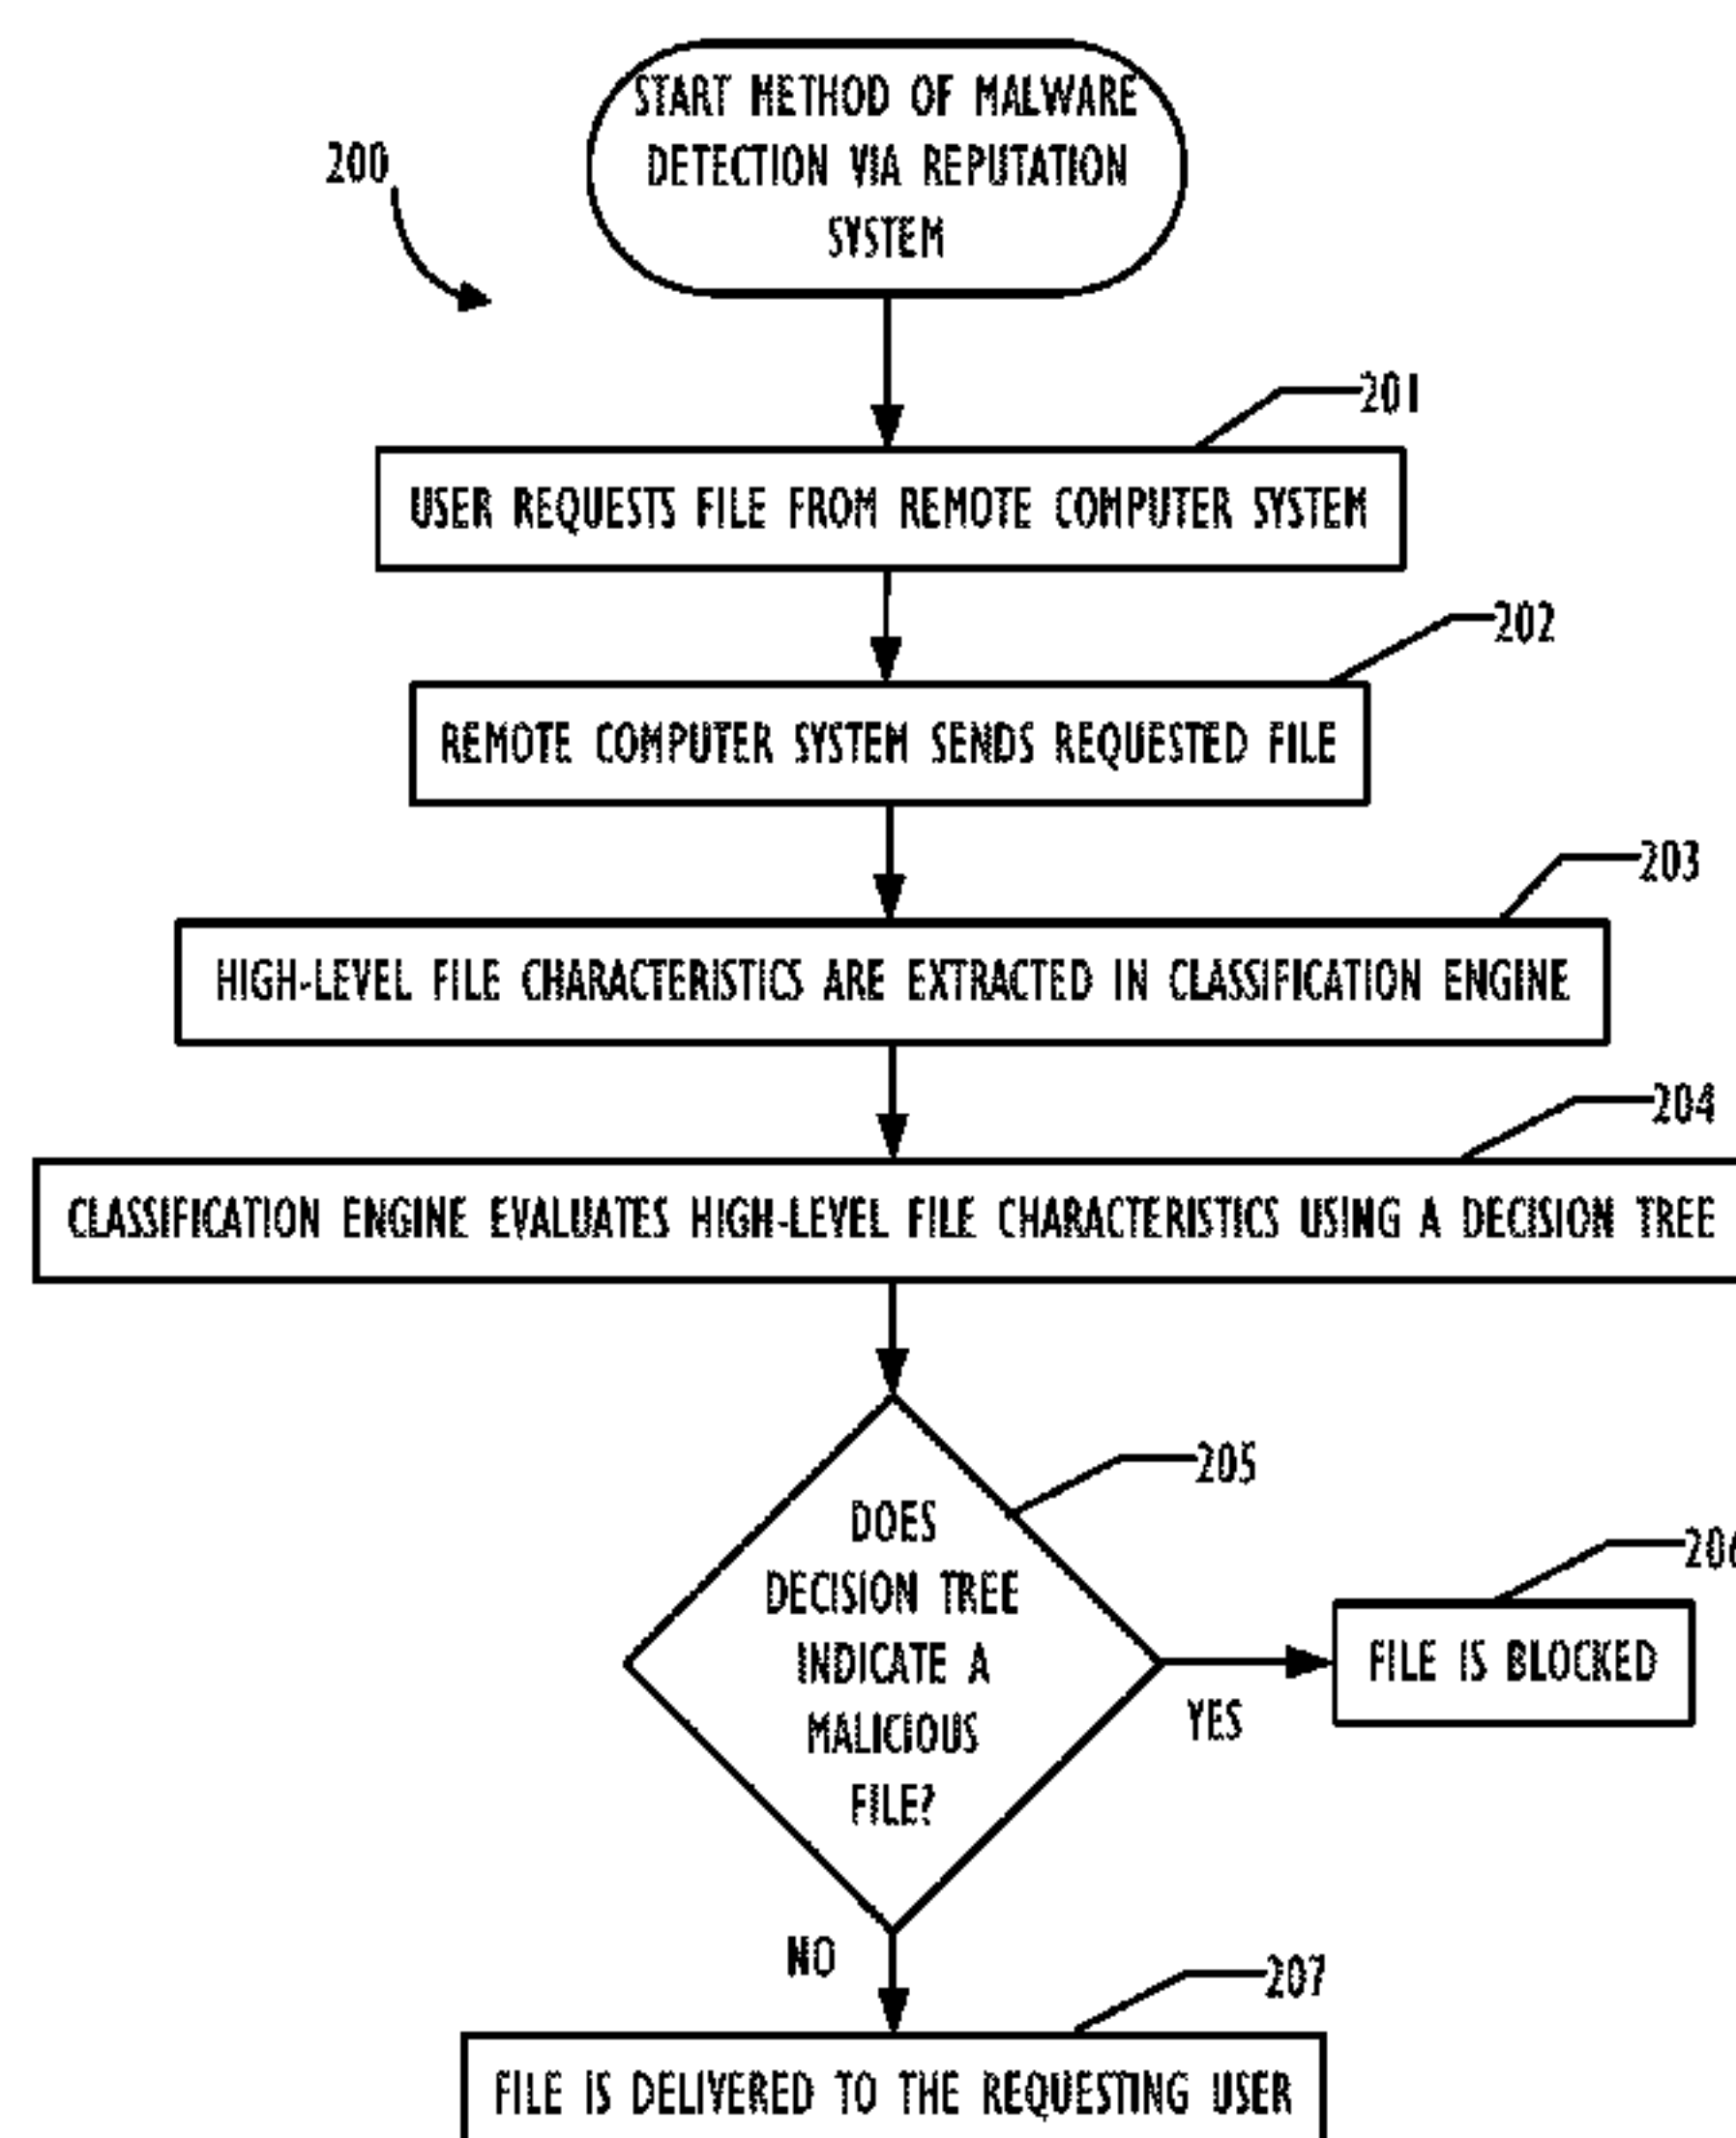 START METHOD OF MALWARE
DETECTION VIA REPUTATION
SYSTEM
200
201
USER REQUESTS FILE FROM REMOTE COMPUTER SYSTEM
202
REMOTE COMPUTER SYSTEM SENDS REQUESTED FILE
203
HIGH-LEVEL FILE CHARACTERISTICS ARE EXTRACTED IN CLASSIFICATION ENGINE
204
CLASSIFICATION ENGINE EVALUATES HIGH-LEVEL FILE CHARACTERISTICS USING A DECISION TREE
205
DOES
DECISION TREE
INDICATE A
MALICIOUS
FILE?
206
FILE IS BLOCKED
YES
NO
207
FILE IS DELIVERED TO THE REQUESTING USER